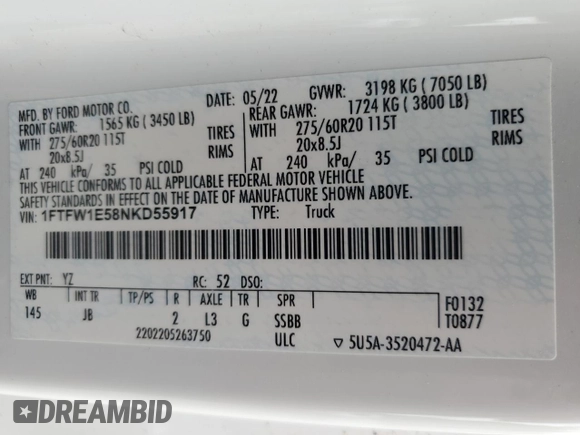 MFD. BY FORD MOTOR CO.
DATE: 05/22 GVWR: 3198 KG ( 7050 LB)
FRONT GAWR: 1565 KG ( 3450 LB)
REAR GAWR: 1724 KG ( 3800 LB)
WITH 275/60R20 115T TIRES
WITH 275/60R20 115T TIRES
20x8.5J RIMS
20x8.5J RIMS
AT 240 kPa/ 35 PSI COLD
AT 240 kPa/ 35 PSI COLD
THIS VEHICLE CONFORMS TO ALL APPLICABLE FEDERAL MOTOR VEHICLE
SAFETY STANDARDS IN EFFECT ON THE DATE OF MANUFACTURE SHOWN ABOVE.
VIN: 1FTFW1E58NKD55917 TYPE: Truck
EXT PNT: YZ RC: 52 DSO:
WB INT TR TP/PS R AXLE TR SPR F0132
145 JB 2 L3 G SSBB T0877
2202205263750 ULC ▽ 5U5A-3520472-AA
DREAMBID